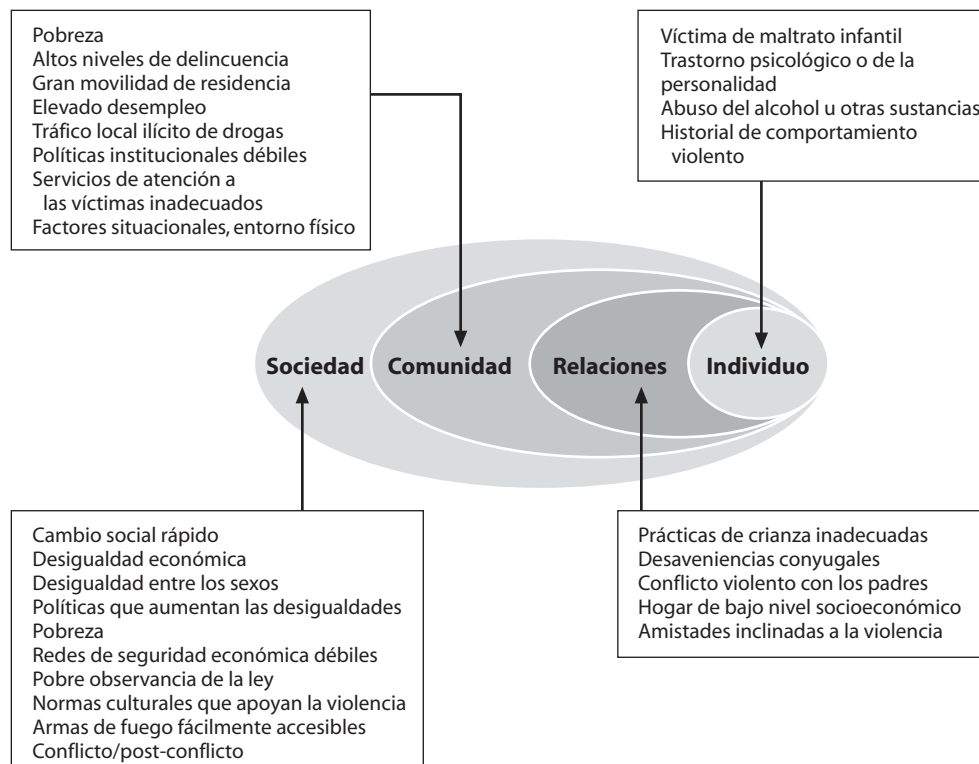 Pobreza
Altos niveles de delincuencia
Gran movilidad de residencia
Elevado desempleo
Tráfico local ilícito de drogas
Políticas institucionales débiles
Servicios de atención a
las víctimas inadecuados
Factores situacionales, entorno físico
Víctima de maltrato infantil
Trastorno psicológico o de la
personalidad
Abuso del alcohol u otras sustancias
Historial de comportamiento
violento
Sociedad Comunidad Relaciones Individuo
Cambio social rápido
Desigualdad económica
Desigualdad entre los sexos
Políticas que aumentan las desigualdades
Pobreza
Redes de seguridad económica débiles
Pobre observancia de la ley
Normas culturales que apoyan la violencia
Armas de fuego fácilmente accesibles
Conflicto/post-conflicto
Prácticas de crianza inadecuadas
Desaveniencias conyugales
Conflicto violento con los padres
Hogar de bajo nivel socioeconómico
Amistades inclinadas a la violencia